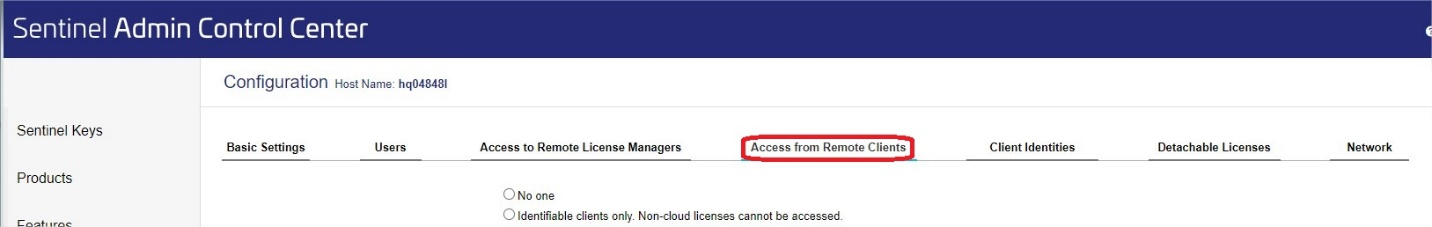 Sentinel Admin Control Center
Configuration Host Name: hq04848l
Sentinel Keys
Products
Features
Basic Settings Users Access to Remote License Managers Access from Remote Clients Client Identities Detachable Licenses Network
No one
Identifiable clients only. Non-cloud licenses cannot be accessed.